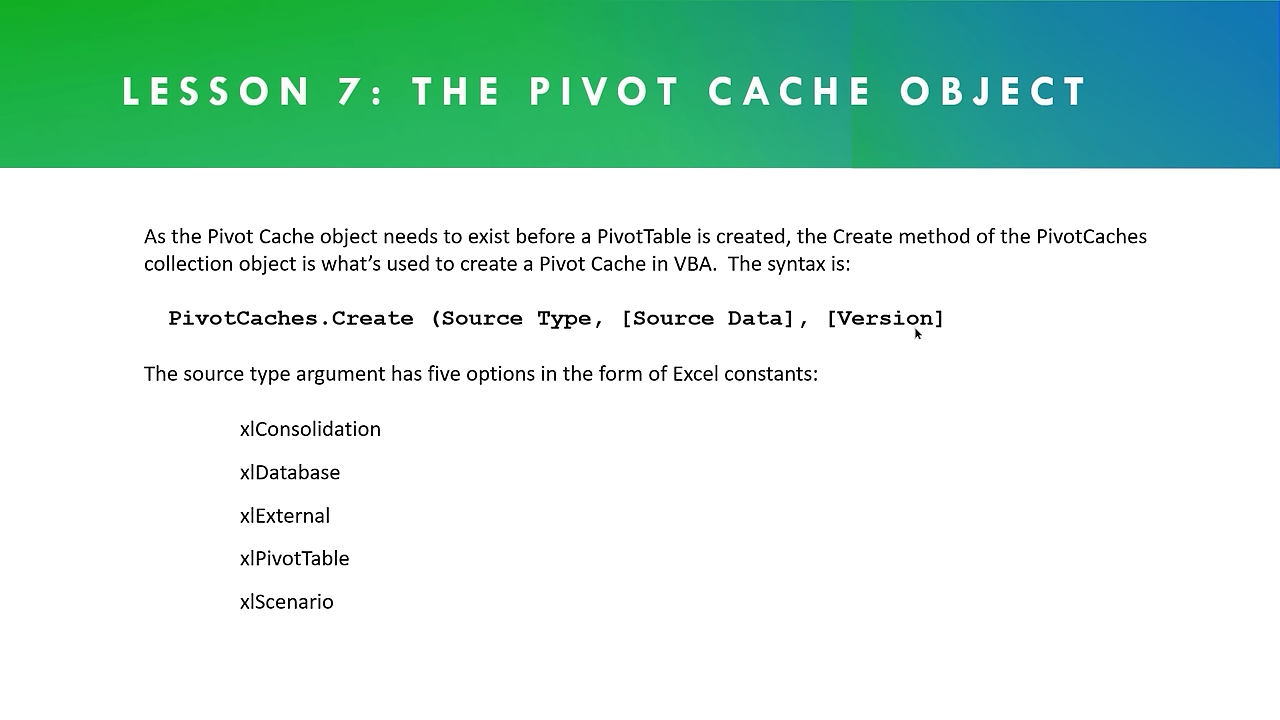 LESSON 7: THE PIVOT CACHE OBJECT
As the Pivot Cache object needs to exist before a PivotTable is created, the Create method of the PivotCaches
collection object is what's used to create a Pivot Cache in VBA.  The syntax is:
PivotCaches.Create (Source Type, [Source Data], [Version]
The source type argument has five options in the form of Excel constants:
xlConsolidation
xlDatabase
xlExternal
xlPivotTable
xlScenario